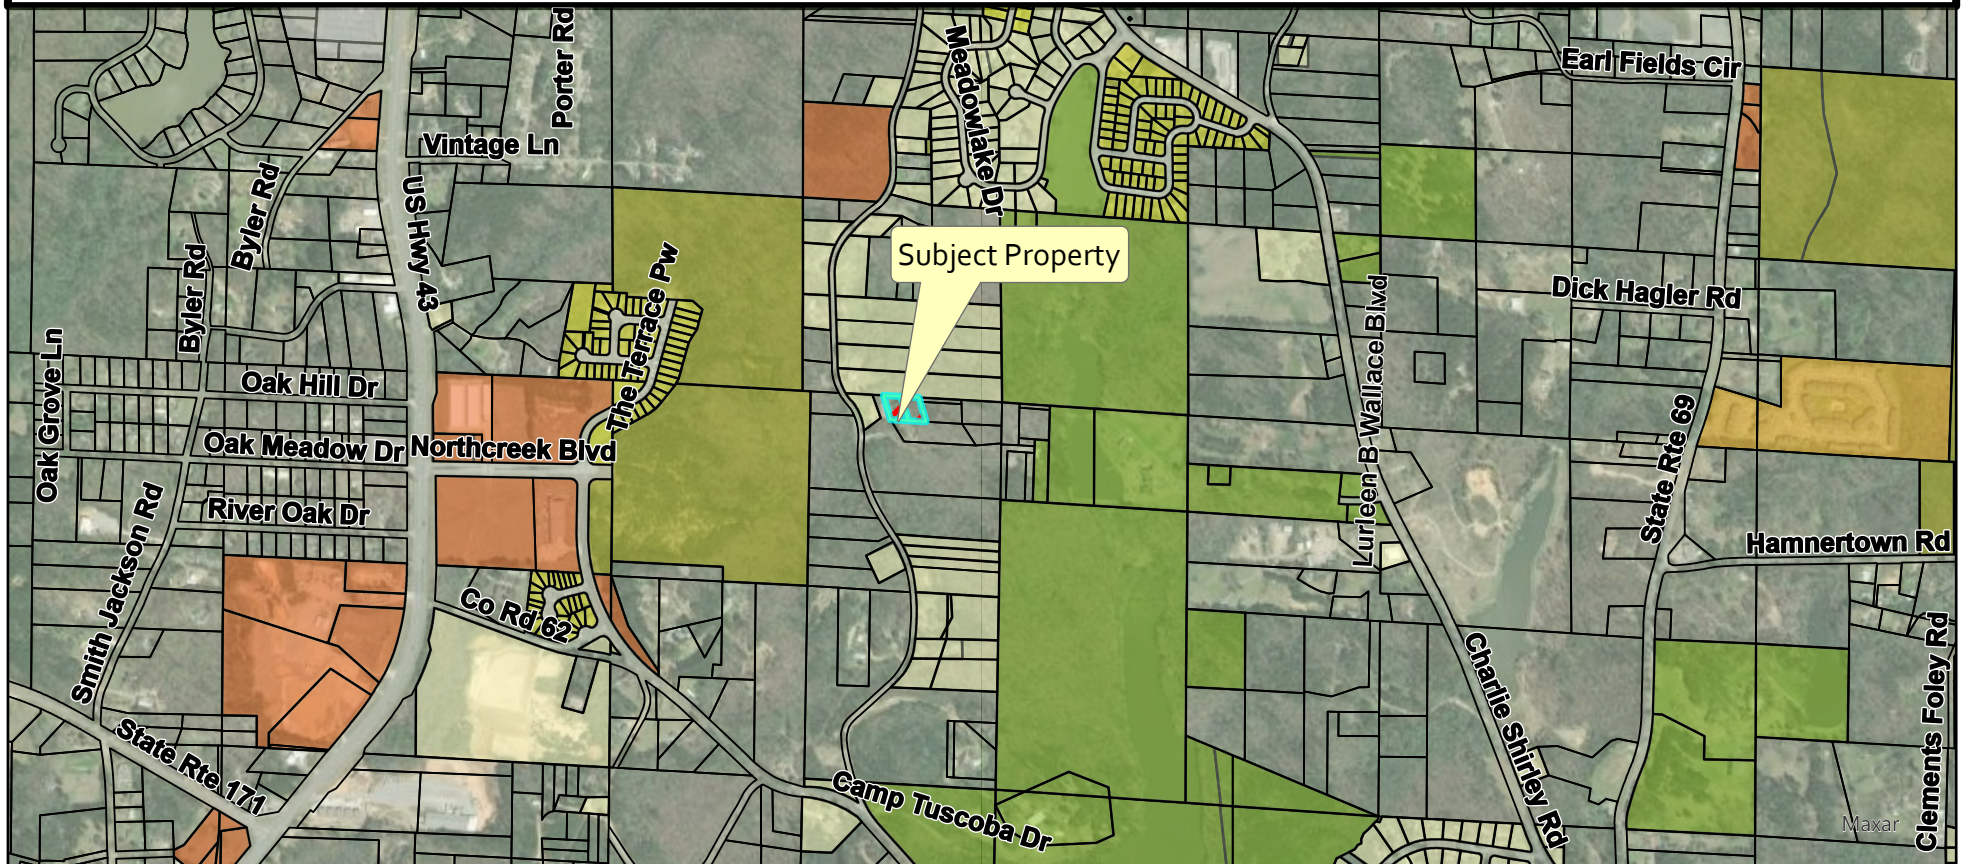 Porter Rd
Meadowlake Dr
Earl Fields Cir
Vintage Ln
Byler Rd
US Hwy 43
Byler Rd
The Terrace Pw
Subject Property
Dick Hagler Rd
Lurleen B Wallace Blvd
Oak Grove Ln
Oak Hill Dr
Oak Meadow Dr
Northcreek Blvd
State Rte 69
River Oak Dr
Hamnertown Rd
Smith Jackson Rd
Co Rd 62
Charlie Shirley Rd
Clements Foley Rd
State Rte 171
Camp Tuscoba Dr
Maxar